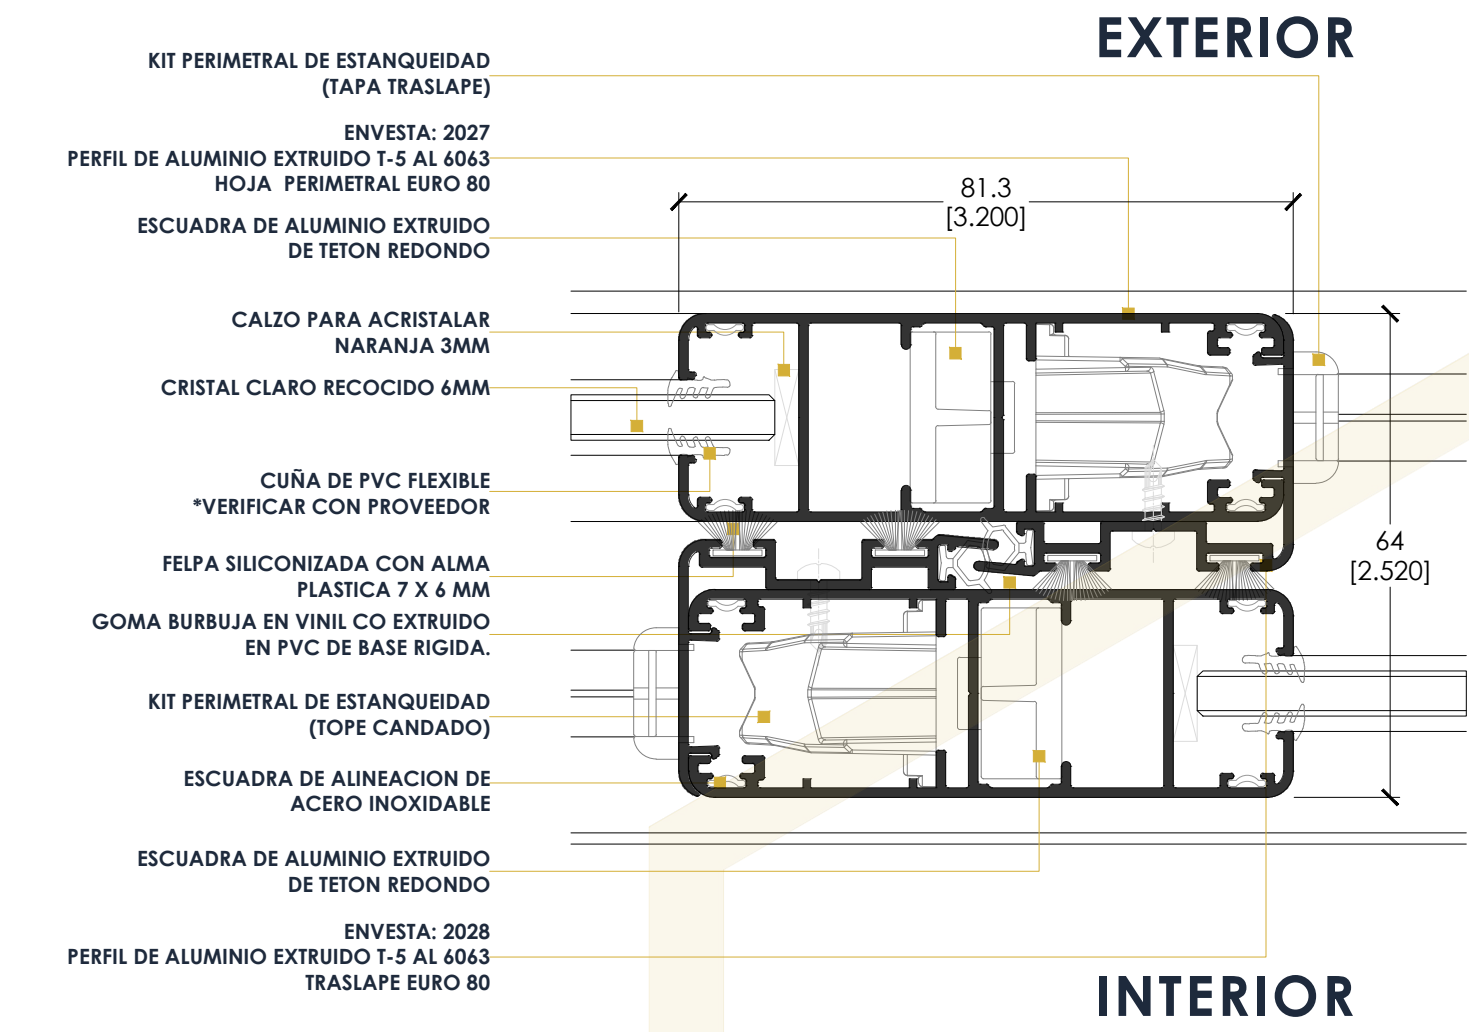 EXTERIOR
KIT PERIMETRAL DE ESTANQUEIDAD
(TAPA TRASLAPE)
ENVESTA: 2027
PERFIL DE ALUMINIO EXTRUIDO T-5 AL 6063
HOJA PERIMETRAL EURO 80
81.3
[3.200]
ESCUADRA DE ALUMINIO EXTRUIDO
DE TETON REDONDO
CALZO PARA ACRISTALAR
NARANJA 3MM
CRISTAL CLARO RECOCIDO 6MM
CUÑA DE PVC FLEXIBLE
*VERIFICAR CON PROVEEDOR
64
[2.520]
FELPA SILICONIZADA CON ALMA
PLASTICA 7 X 6 MM
GOMA BURBUJA EN VINIL CO EXTRUIDO
EN PVC DE BASE RIGIDA.
KIT PERIMETRAL DE ESTANQUEIDAD
(TOPE CANDADO)
ESCUADRA DE ALINEACION DE
ACERO INOXIDABLE
ESCUADRA DE ALUMINIO EXTRUIDO
DE TETON REDONDO
ENVESTA: 2028
PERFIL DE ALUMINIO EXTRUIDO T-5 AL 6063
TRASLAPE EURO 80
INTERIOR